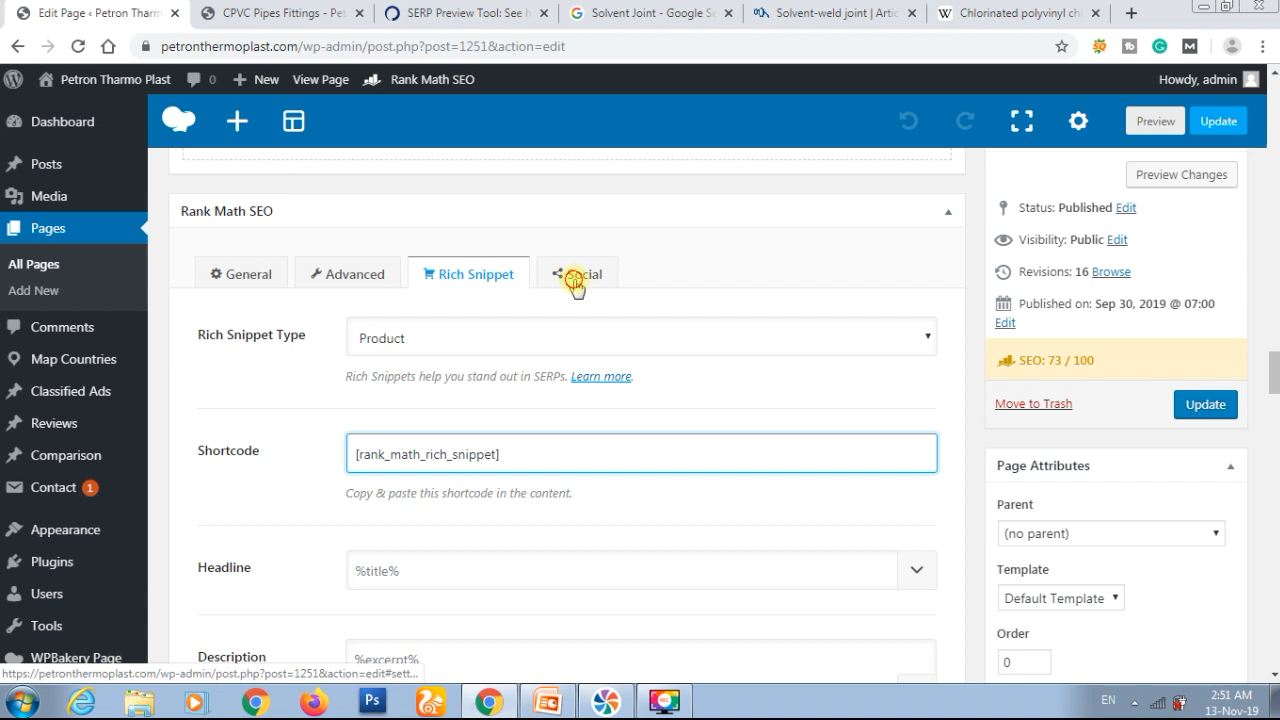 Edit Page ‹ Petron Thar
CPVC Pipes Fittings - Pet
SERP Preview Tool: See h
Solvent Joint - Google Se
Solvent-weld joint | Artic
Chlorinated polyvinyl chl
petronthermoplast.com/wp-admin/post.php?post=1251&action=edit
Petron Tharmo Plast
0
New
View Page
Rank Math SEO
Howdy, admin
Dashboard
Posts
Media
Pages
All Pages
Add New
Comments
Map Countries
Classified Ads
Reviews
Comparison
Contact 1
Appearance
Plugins
Users
Tools
WPBakery Page
Preview
Update
Rank Math SEO
General
Advanced
Rich Snippet
Social
Rich Snippet Type
Product
Rich Snippets help you stand out in SERPs. Learn more.
Shortcode
[rank_math_rich_snippet]
Copy & paste this shortcode in the content.
Headline
%title%
Description
%excerpt%
Preview Changes
Status: Published Edit
Visibility: Public Edit
Revisions: 16 Browse
Published on: Sep 30, 2019 @ 07:00
Edit
SEO: 73 / 100
Move to Trash
Update
Page Attributes
Parent
(no parent)
Template
Default Template
Order
0
https://petronthermoplast.com/wp-admin/post.php?post=1251&action=edit#sett...
EN
2:51 AM
13-Nov-19